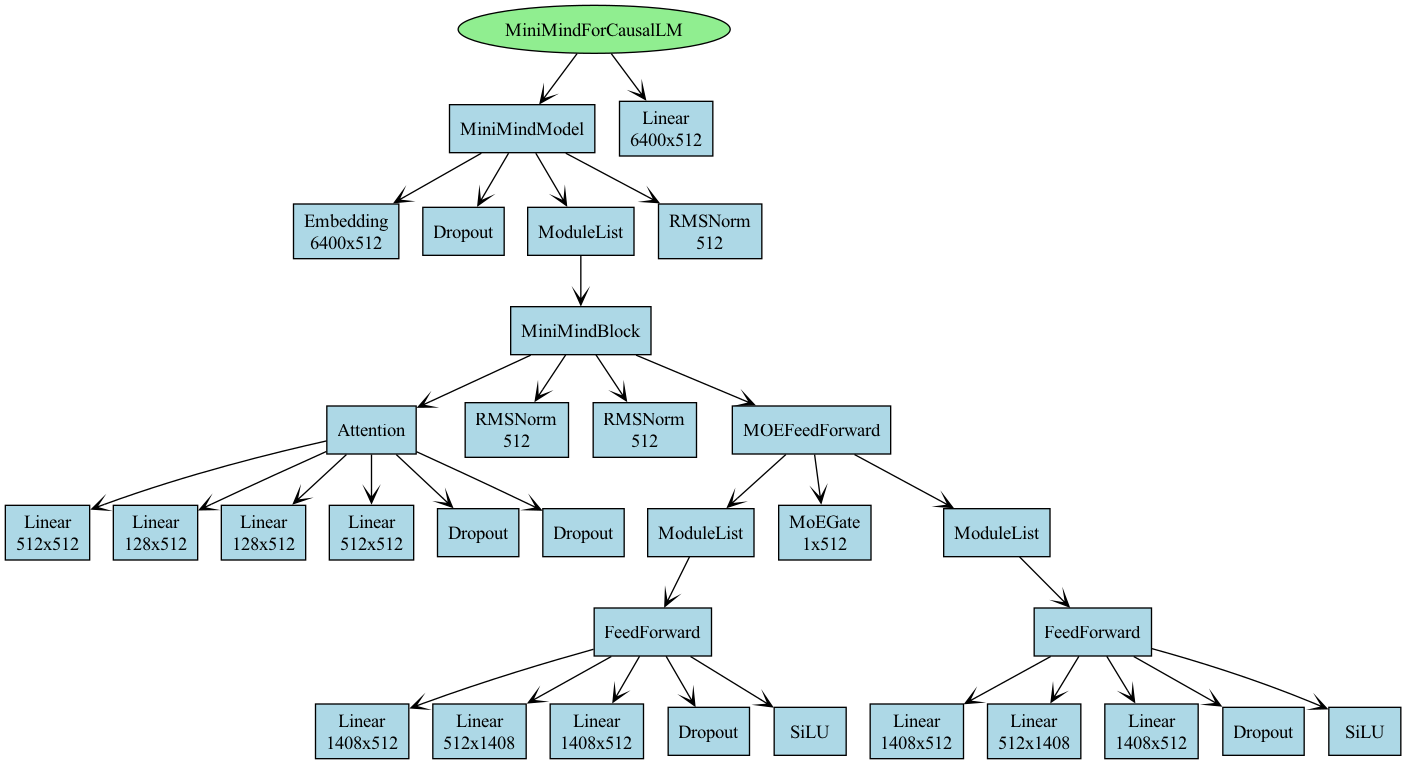 MiniMindForCausalLM
MiniMindModel
Linear
6400x512
Embedding
6400x512
Dropout
ModuleList
RMSNorm
512
MiniMindBlock
Attention
RMSNorm
512
RMSNorm
512
MOEFeedForward
Linear
512x512
Linear
128x512
Linear
128x512
Linear
512x512
Dropout
Dropout
ModuleList
MoEGate
1x512
ModuleList
FeedForward
FeedForward
Linear
1408x512
Linear
512x1408
Linear
1408x512
Dropout
SiLU
Linear
1408x512
Linear
512x1408
Linear
1408x512
Dropout
SiLU